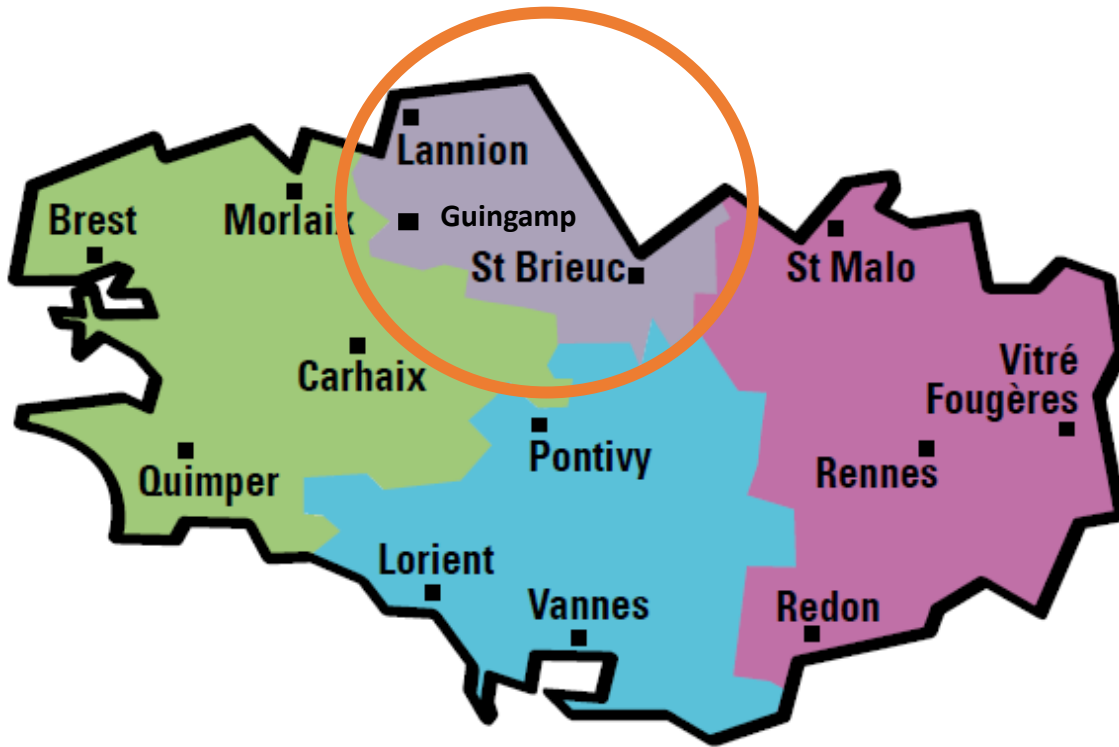 Lannion
Guingamp
Brest
Morlaix
St Brieuc
St Malo
Carhaix
Vitré
Fougères
Pontivy
Rennes
Quimper
Lorient
Vannes
Redon